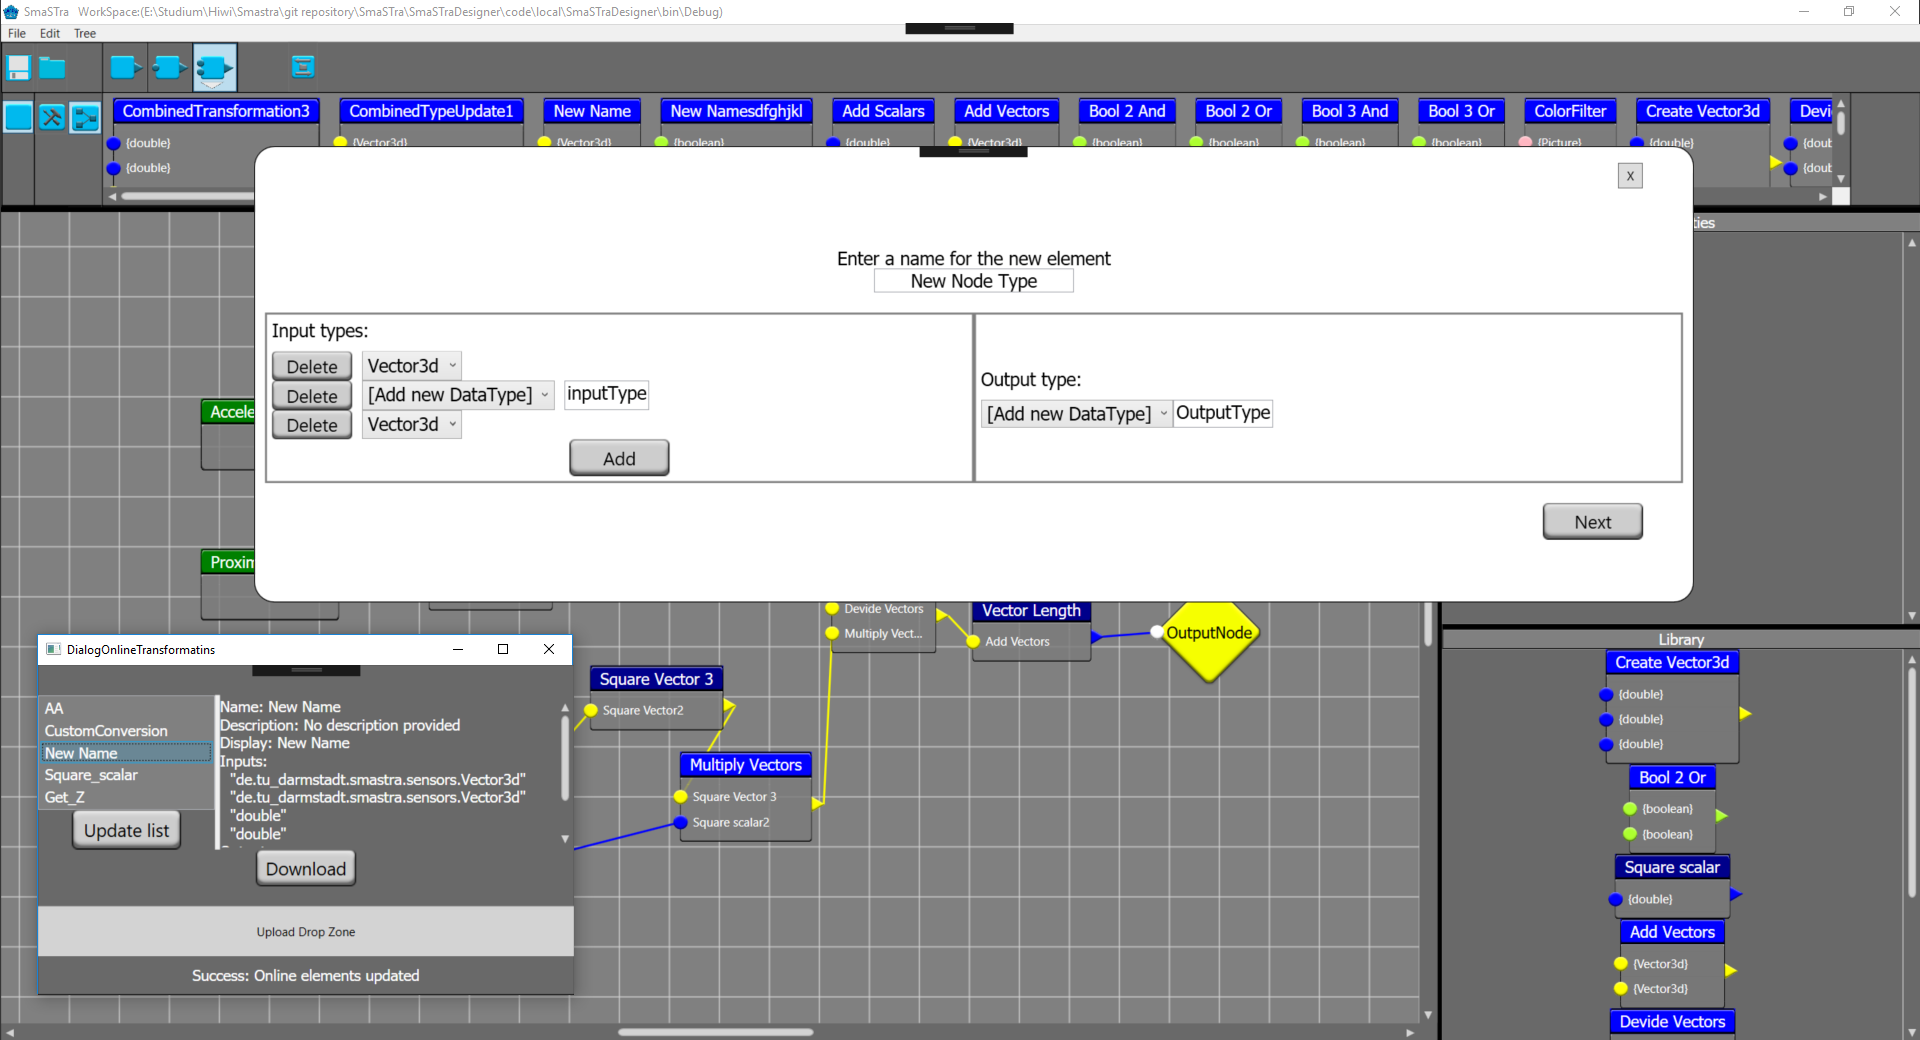 SmaSTra WorkSpace:(E:\Studium\Hiwi\Smastra\git repository\SmaSTra\SmaSTraDesigner\code\local\SmaSTraDesigner\bin\Debug)
File Edit Tree
CombinedTransformation3 CombinedTypeUpdate1 New Name New Namesdfghjkl Add Scalars Add Vectors Bool 2 And Bool 2 Or Bool 3 And Bool 3 Or ColorFilter Create Vector3d Devi
{double} {Vector3d} {Vector3d} {boolean} {double} {Vector3d} {boolean} {boolean} {boolean} {boolean} {Picture} {double} {doub
{double} {doub
X
ties
Enter a name for the new element
New Node Type
Input types:
Delete Vector3d
Delete [Add new DataType] inputType
Delete Vector3d
Add
Output type:
[Add new DataType] OutputType
Next
Accele
Proxin
Devide Vectors
Multiply Vect...
Vector Length
Add Vectors
OutputNode
Square Vector 3
Square Vector2
Multiply Vectors
Square Vector 3
Square scalar2
DialogOnlineTransformatins
AA
CustomConversion
New Name
Square_scalar
Get_Z
Update list
Name: New Name
Description: No description provided
Display: New Name
Inputs:
"de.tu_darmstadt.smastra.sensors.Vector3d"
"de.tu_darmstadt.smastra.sensors.Vector3d"
"double"
"double"
Download
Upload Drop Zone
Success: Online elements updated
Library
Create Vector3d
{double}
{double}
{double}
Bool 2 Or
{boolean}
{boolean}
Square scalar
{double}
Add Vectors
{Vector3d}
{Vector3d}
Devide Vectors